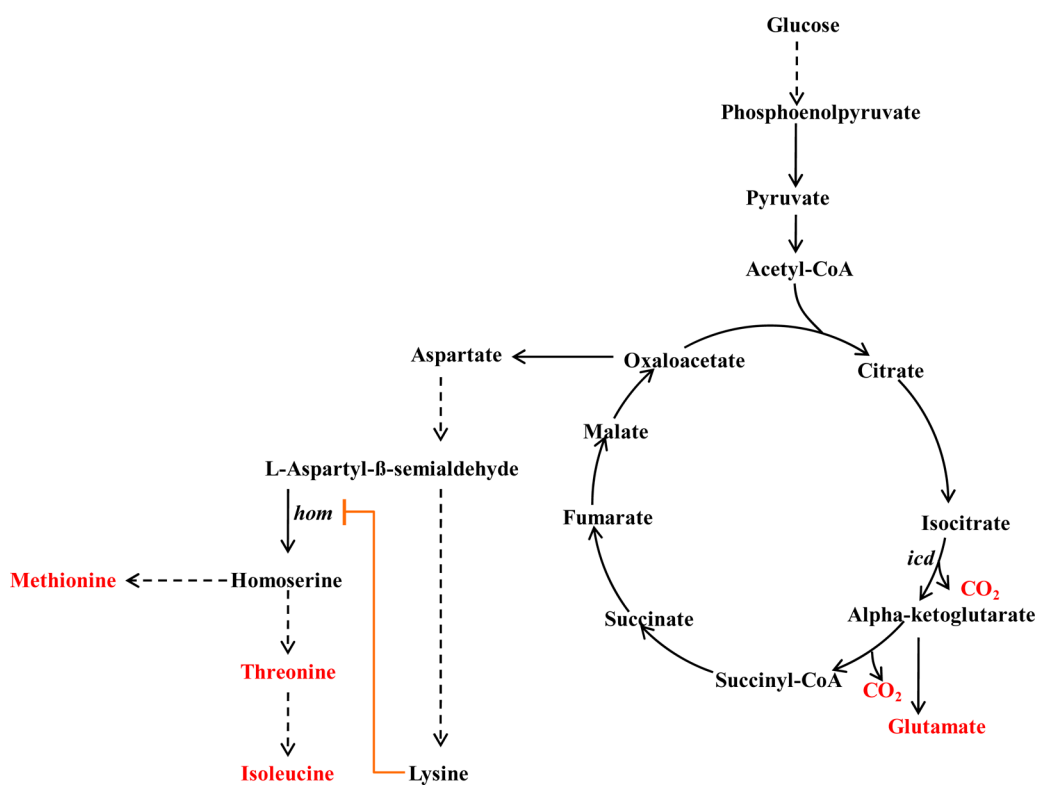 Glucose
Phosphoenolpyruvate
Pyruvate
Acetyl-CoA
Aspartate
Oxaloacetate
Citrate
Malate
L-Aspartyl-ß-semialdehyde
hom
Fumarate
Isocitrate
icd
Methionine
Homoserine
CO₂
Succinate
Alpha-ketoglutarate
Threonine
Succinyl-CoA
CO₂
Glutamate
Isoleucine
Lysine